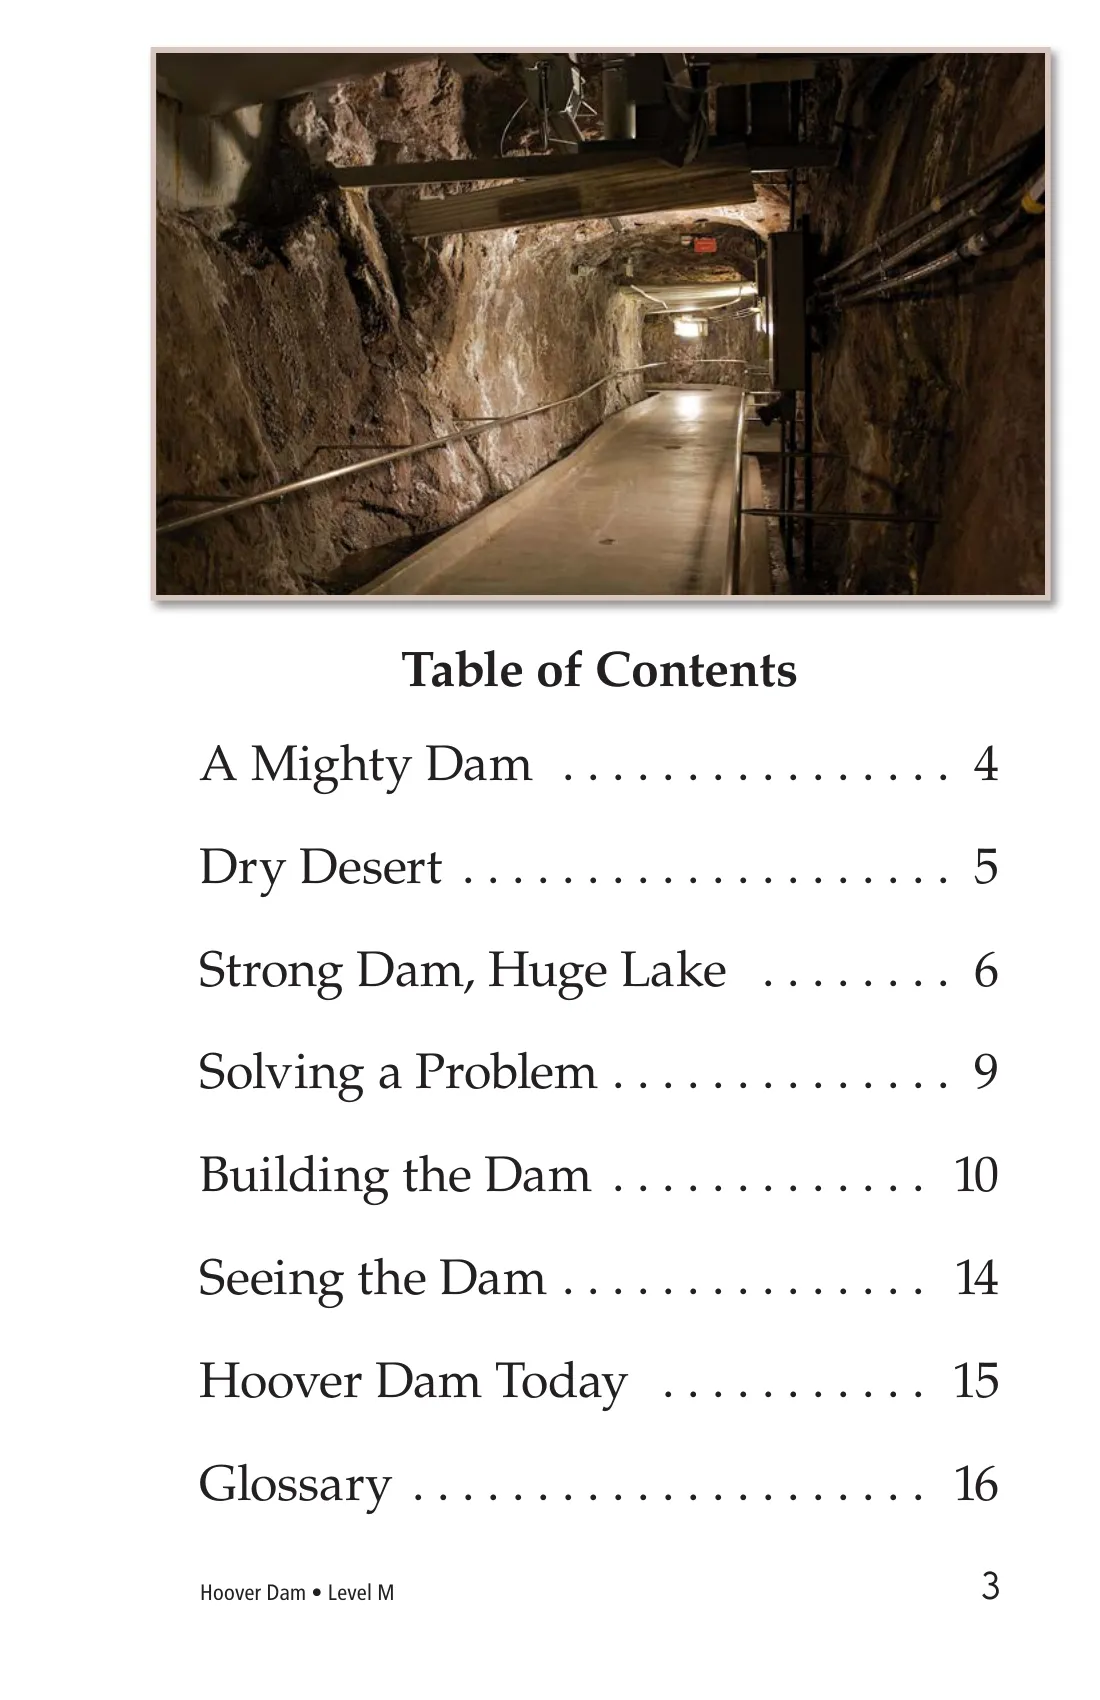 Table of Contents
A Mighty Dam . . . . . . . . . . . . . . . . 4
Dry Desert . . . . . . . . . . . . . . . . . . . . 5
Strong Dam, Huge Lake . . . . . . . . 6
Solving a Problem . . . . . . . . . . . . . . 9
Building the Dam . . . . . . . . . . . . . 10
Seeing the Dam . . . . . . . . . . . . . . . 14
Hoover Dam Today . . . . . . . . . . . 15
Glossary . . . . . . . . . . . . . . . . . . . . . 16
Hoover Dam • Level M 3